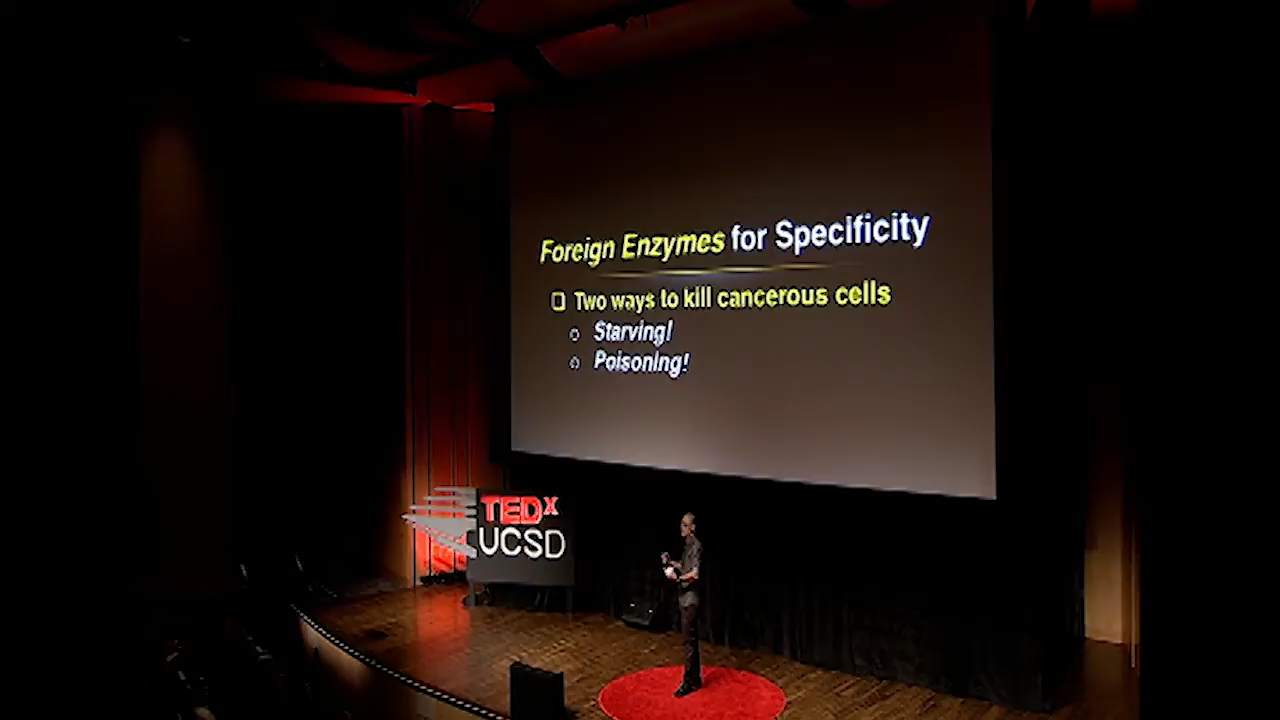 Foreign Enzymes for Specificity
Two ways to kill cancerous cells
Starving!
Poisoning!
TEDx
UCSD